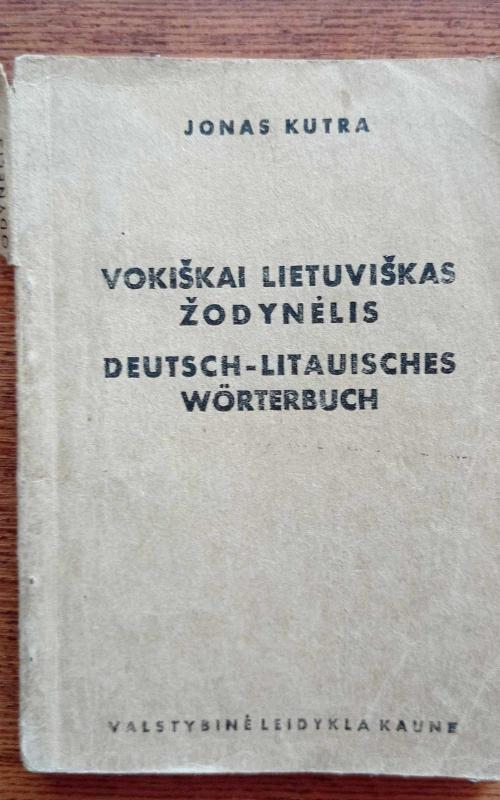 JONAS KUTRA
VOKIŠKAI LIETUVIŠKAS
ŽODYNĖLIS
DEUTSCH-LITAUISCHES
WÖRTERBUCH
VALSTYBINĖ LEIDYKLA KAUNE